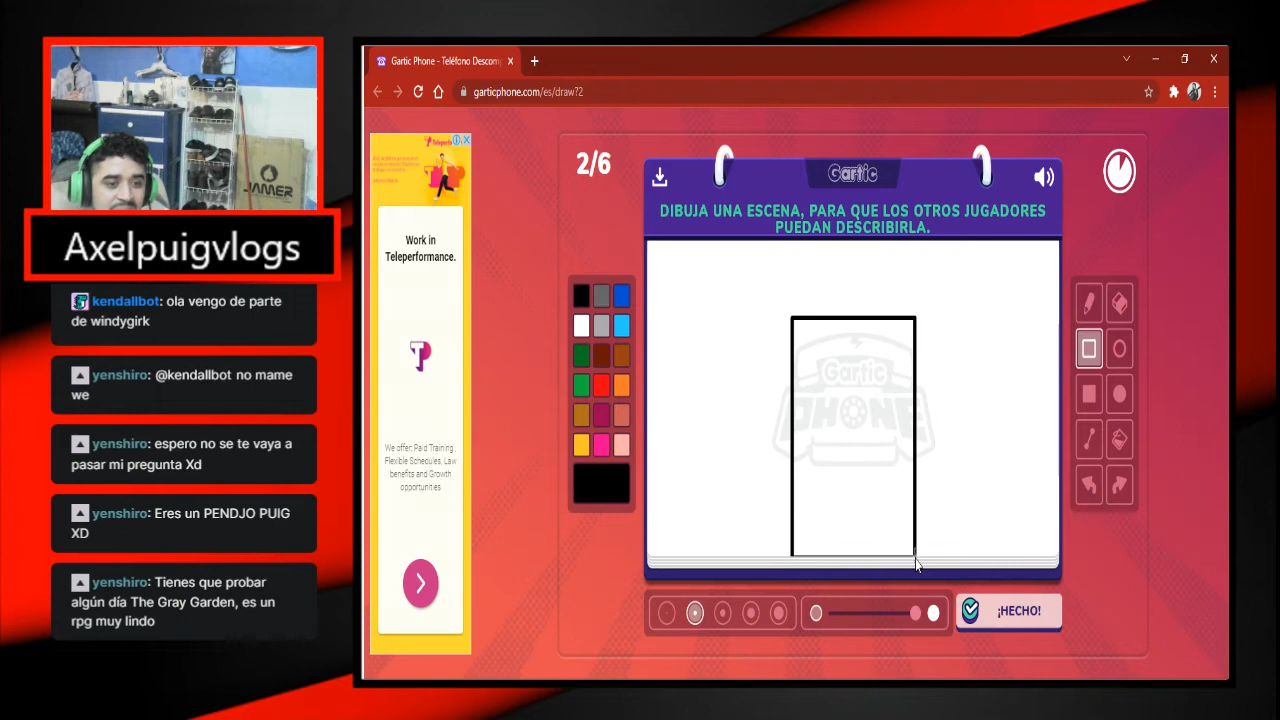 Axelpuigvlogs
kendallbot: ola vengo de parte
de windygirk
yenshiro: @kendallbot no mame
we
yenshiro: espero no se te vaya a
pasar mi pregunta Xd
yenshiro: Eres un PENDJO PUIG
XD
yenshiro: Tienes que probar
algún día The Gray Garden, es un
rpg muy lindo
JAMER
Gartic Phone - Teléfono Descom
garticphone.com/es/draw?2
Work in
Teleperformance.
We offer: Paid Training,
Flexible Schedules, Law
benefits and Growth
opportunities
2/6
Gartic
DIBUJA UNA ESCENA, PARA QUE LOS OTROS JUGADORES
PUEDAN DESCRIBIRLA.
Gartic
PHONE
¡HECHO!